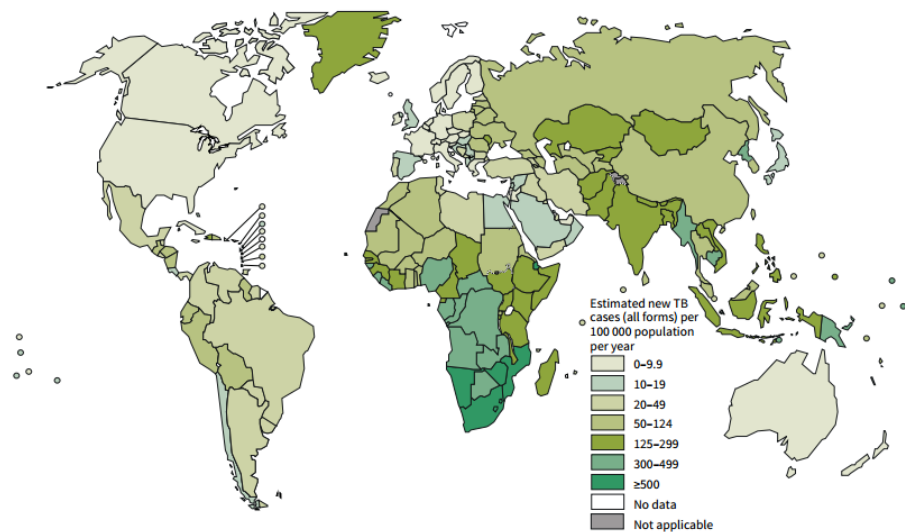 Estimated new TB
cases (all forms) per
100 000 population
per year
0–9.9
10–19
20–49
50–124
125–299
300–499
≥500
No data
Not applicable